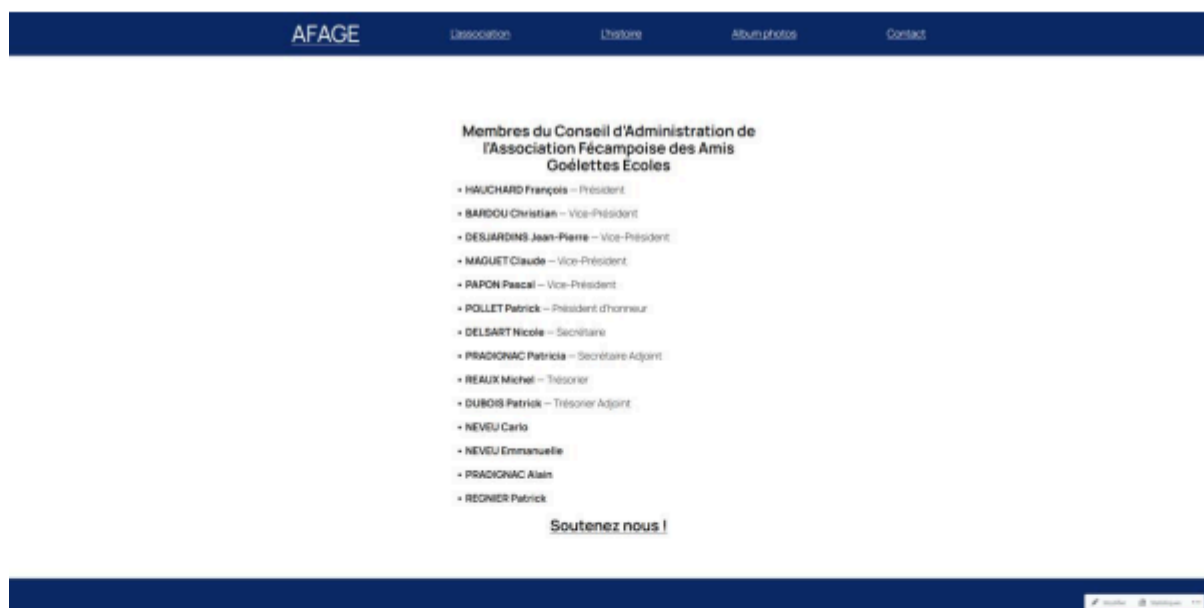 AFAGE L'association L'histoire Album photos Contact
Membres du Conseil d'Administration de
l'Association Fécampoise des Amis
Goélettes Ecoles
• HAUCHARD François – Président
• BARDOU Christian – Vice-Président
• DESJARDINS Jean-Pierre – Vice-Président
• MAGUET Claude – Vice-Président
• PAPON Pascal – Vice-Président
• POLLET Patrick – Président d'honneur
• DELSART Nicole – Secrétaire
• PRADIGNAC Patricia – Secrétaire Adjoint
• REAUX Michel – Trésorier
• DUBOIS Patrick – Trésorier Adjoint
• NEVEU Carlo
• NEVEU Emmanuelle
• PRADIGNAC Alain
• REGNIER Patrick
Soutenez nous !